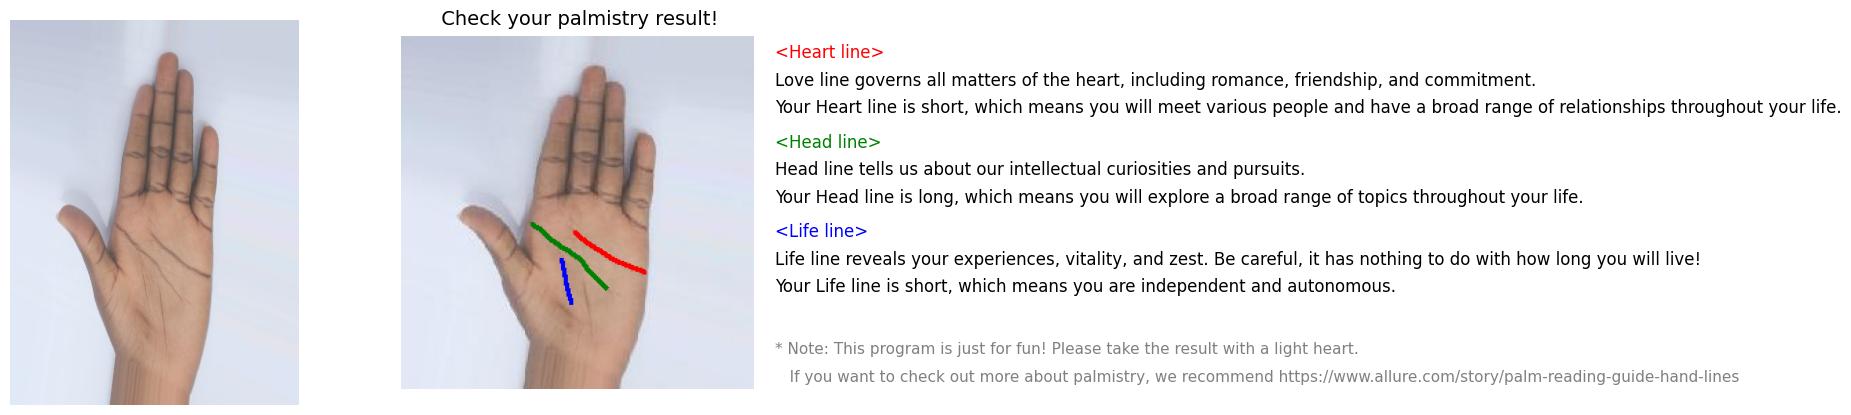 Check your palmistry result!
<Heart line>
Love line governs all matters of the heart, including romance, friendship, and commitment.
Your Heart line is short, which means you will meet various people and have a broad range of relationships throughout your life.
<Head line>
Head line tells us about our intellectual curiosities and pursuits.
Your Head line is long, which means you will explore a broad range of topics throughout your life.
<Life line>
Life line reveals your experiences, vitality, and zest. Be careful, it has nothing to do with how long you will live!
Your Life line is short, which means you are independent and autonomous.
* Note: This program is just for fun! Please take the result with a light heart.
If you want to check out more about palmistry, we recommend https://www.allure.com/story/palm-reading-guide-hand-lines